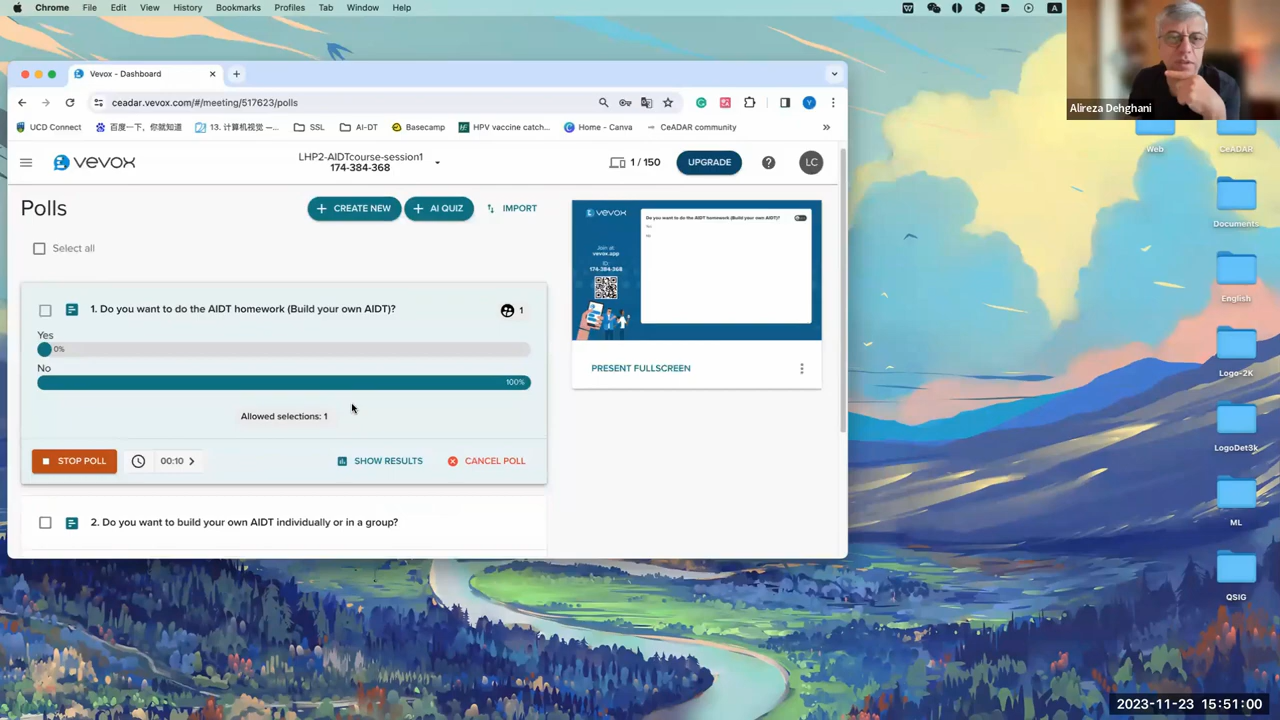 Chrome File Edit View History Bookmarks Profiles Tab Window Help
A
Alireza Dehghani
Vevox - Dashboard
ceadar.vevox.com/#/meeting/517623/polls
Y
UCD Connect
百度一下，你就知道
13. 计算机视觉 —...
SSL
AI-DT
Basecamp
HPV vaccine catch...
Home - Canva
CeADAR community
vevox
LHP2-AIDTcourse-session1
174-384-368
1 / 150
UPGRADE
LC
Polls
CREATE NEW
AI QUIZ
IMPORT
Select all
1. Do you want to do the AIDT homework (Build your own AIDT)?
1
Yes
0%
No
100%
Allowed selections: 1
STOP POLL
00:10
SHOW RESULTS
CANCEL POLL
2. Do you want to build your own AIDT individually or in a group?
vevox
Do you want to do the AIDT homework (Build your own AIDT)?
Yes
No
Join at:
vevox.app
ID:
174-384-368
PRESENT FULLSCREEN
Web
CeADAR
Documents
English
Logo-2K
LogoDet3k
ML
QSIG
2023-11-23 15:51:00